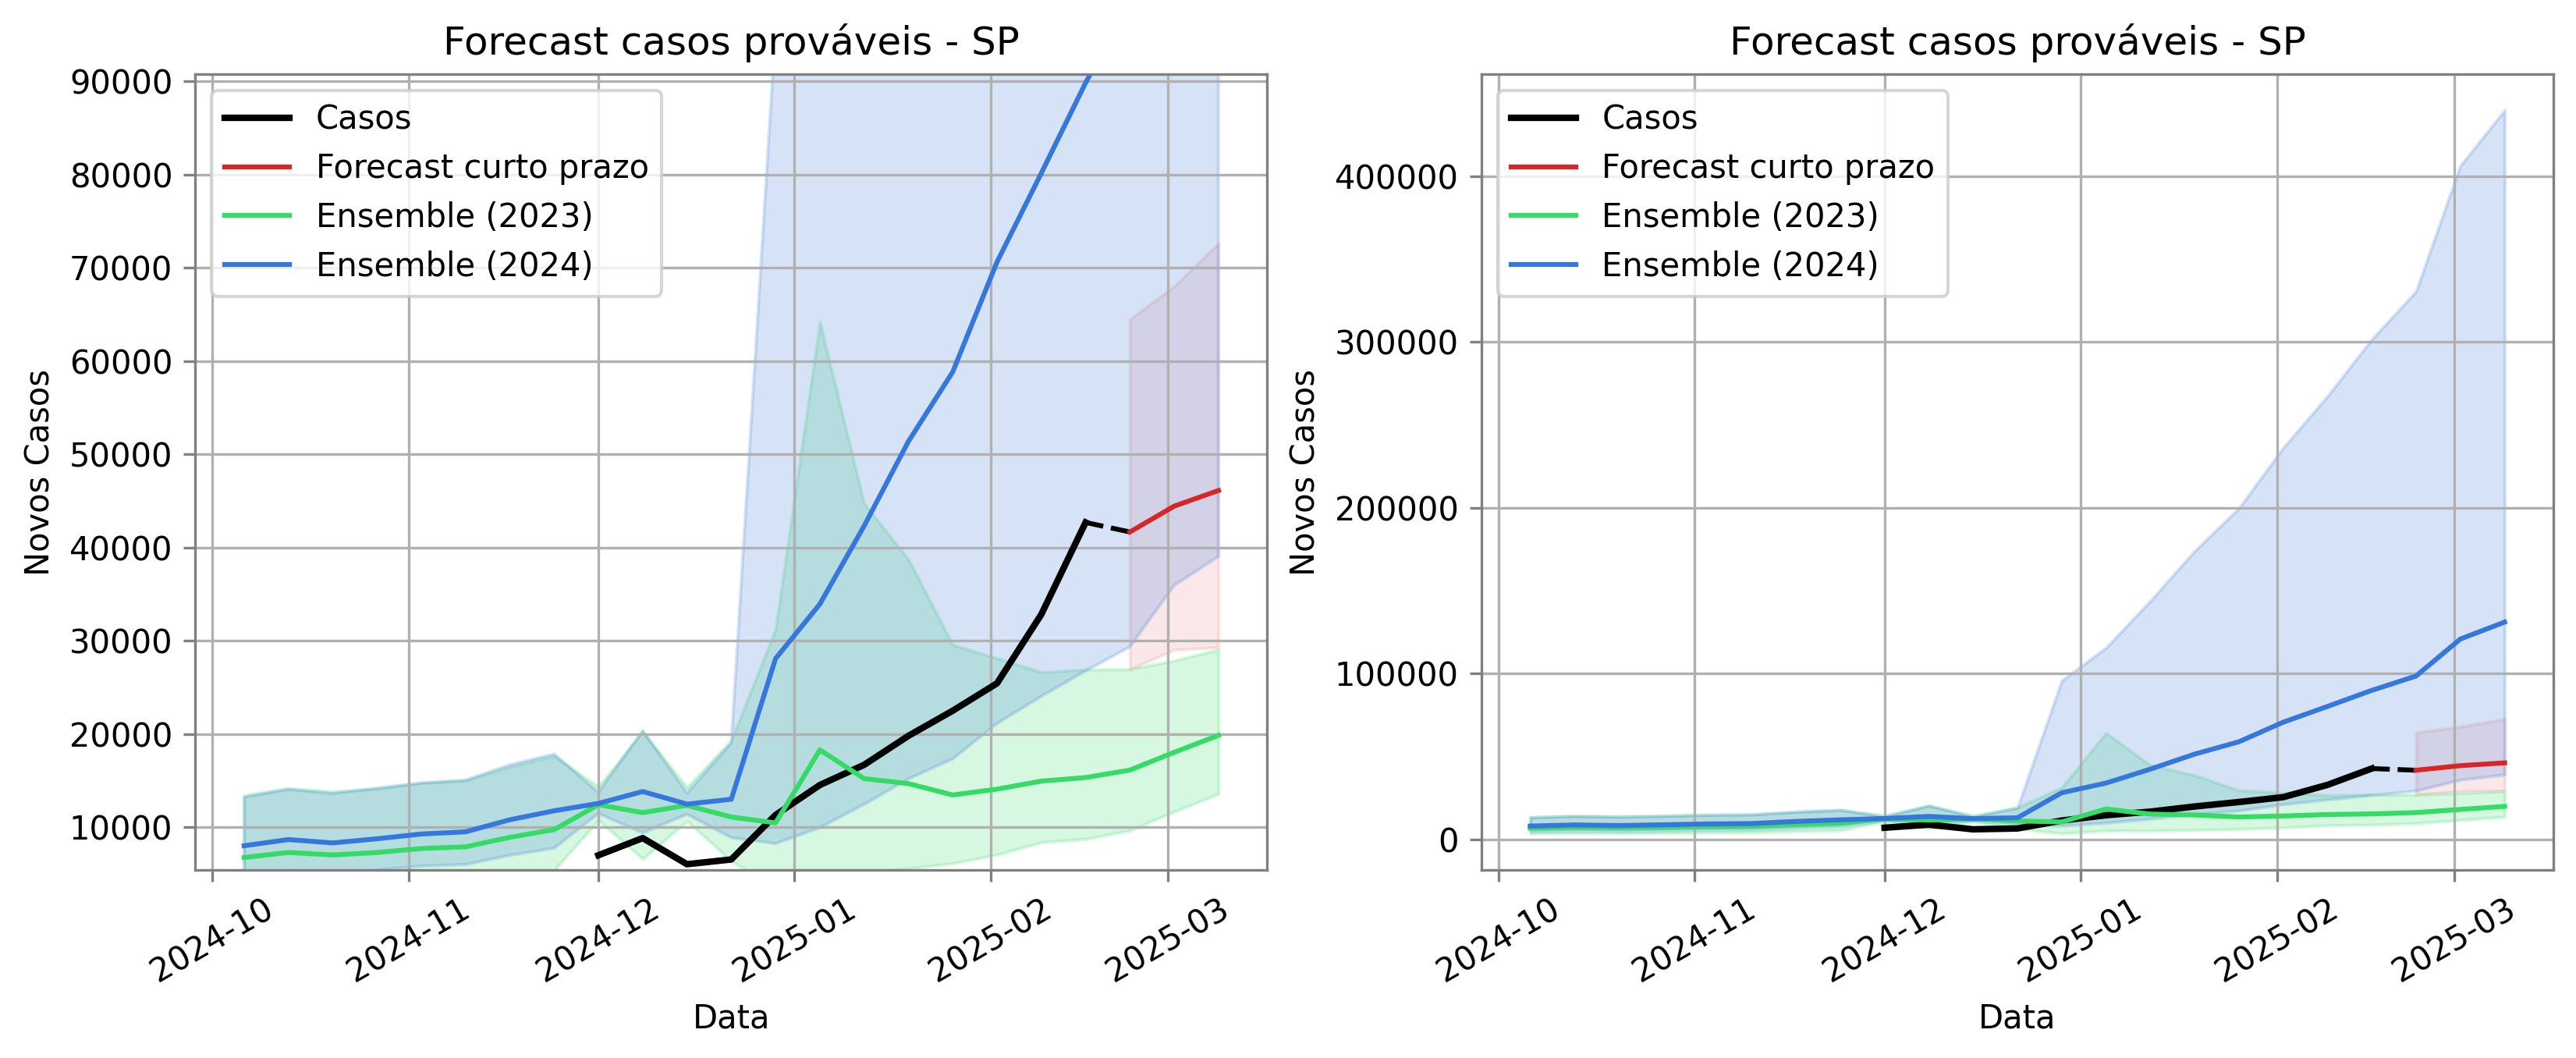 Forecast casos prováveis - SP
90000
80000
70000
60000
50000
40000
30000
20000
10000
Novos Casos
Casos
Forecast curto prazo
Ensemble (2023)
Ensemble (2024)
2024-10
2024-11
2024-12
2025-01
2025-02
2025-03
Data
Forecast casos prováveis - SP
400000
300000
200000
100000
0
Novos Casos
Casos
Forecast curto prazo
Ensemble (2023)
Ensemble (2024)
2024-10
2024-11
2024-12
2025-01
2025-02
2025-03
Data